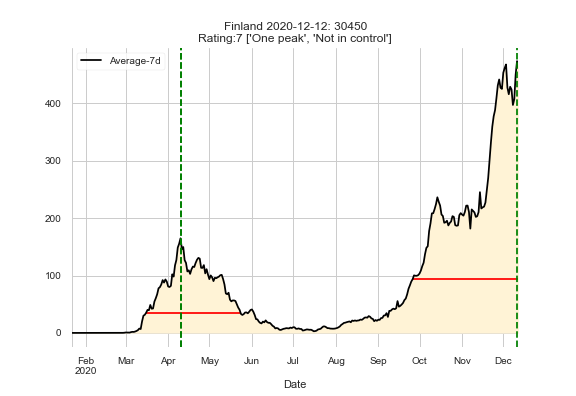 Finland 2020-12-12: 30450
Rating:7 ['One peak', 'Not in control']
Average-7d
400
300
200
100
0
Feb Mar Apr May Jun Jul Aug Sep Oct Nov Dec
2020
Date